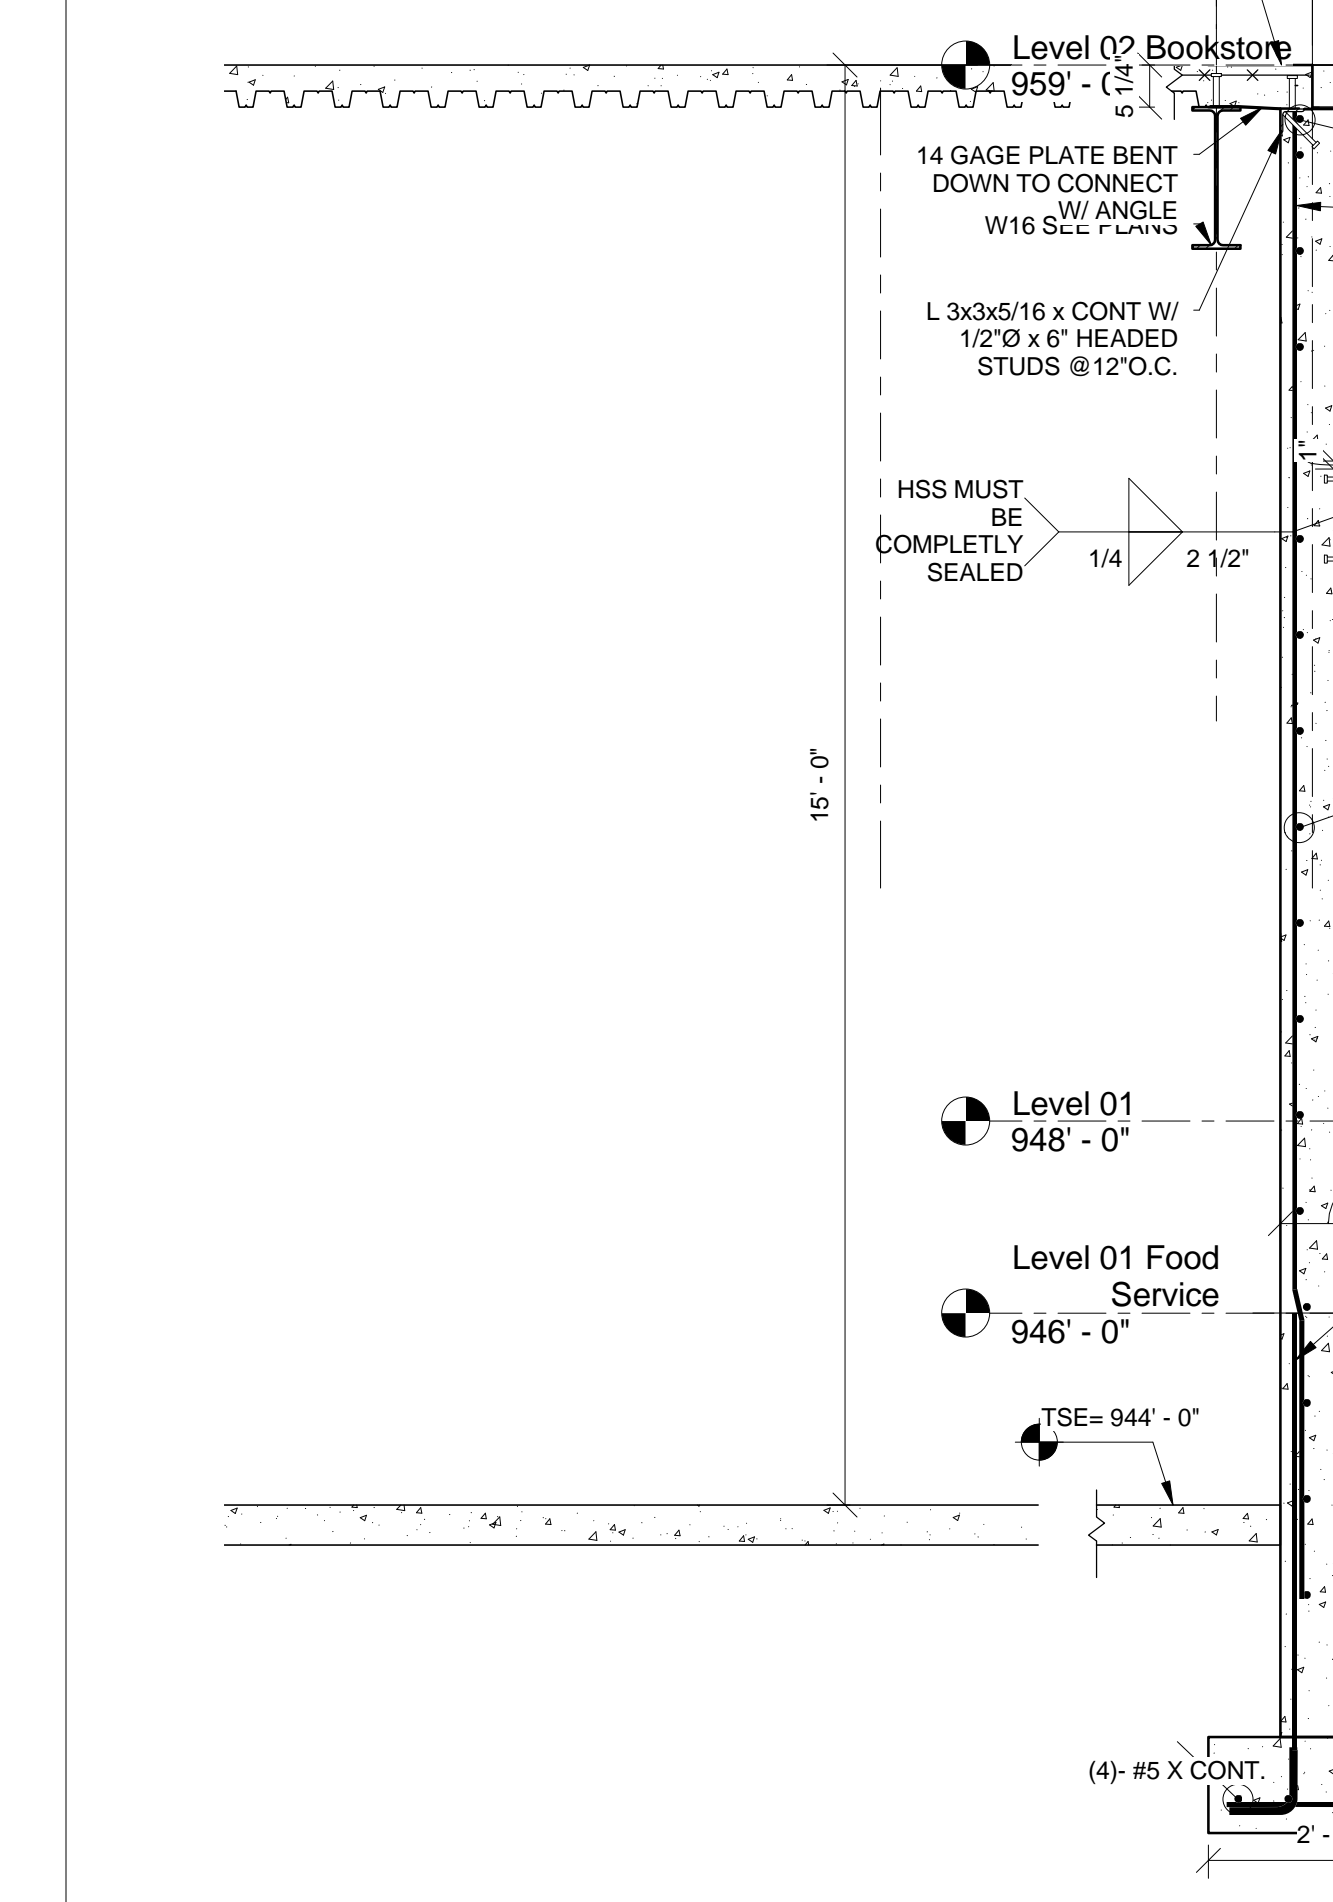 Level 02 Bookstore
959' - 0
5 1/4"
14 GAGE PLATE BENT
DOWN TO CONNECT
W/ ANGLE
W16 SEE PLANS
L 3x3x5/16 x CONT W/
1/2"Ø x 6" HEADED
STUDS @12"O.C.
1"
HSS MUST
BE
COMPLETLY
SEALED
1/4
2 1/2"
15' - 0"
Level 01
948' - 0"
Level 01 Food
Service
946' - 0"
TSE= 944' - 0"
(4)- #5 X CONT.
2' -